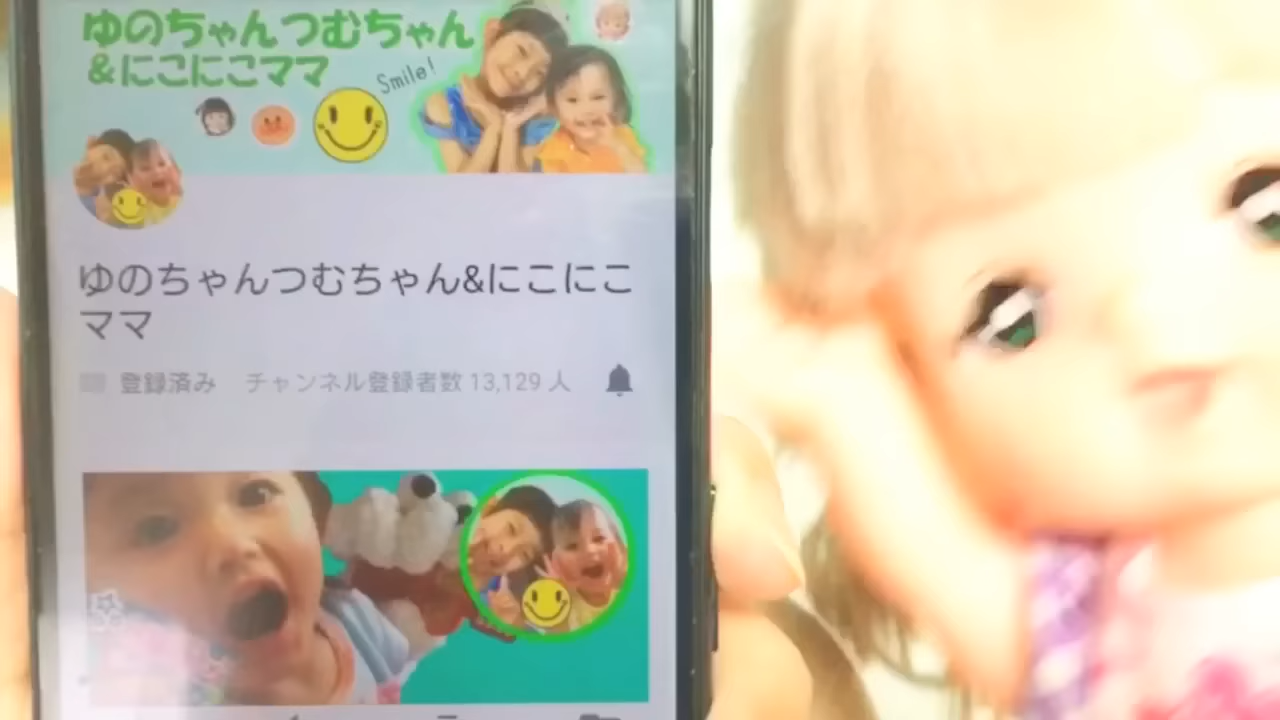 ゆのちゃんつむちゃん
&にこにこママ
Smile!
ゆのちゃんつむちゃん&にこにこ
ママ
登録済み チャンネル登録者数 13,129 人